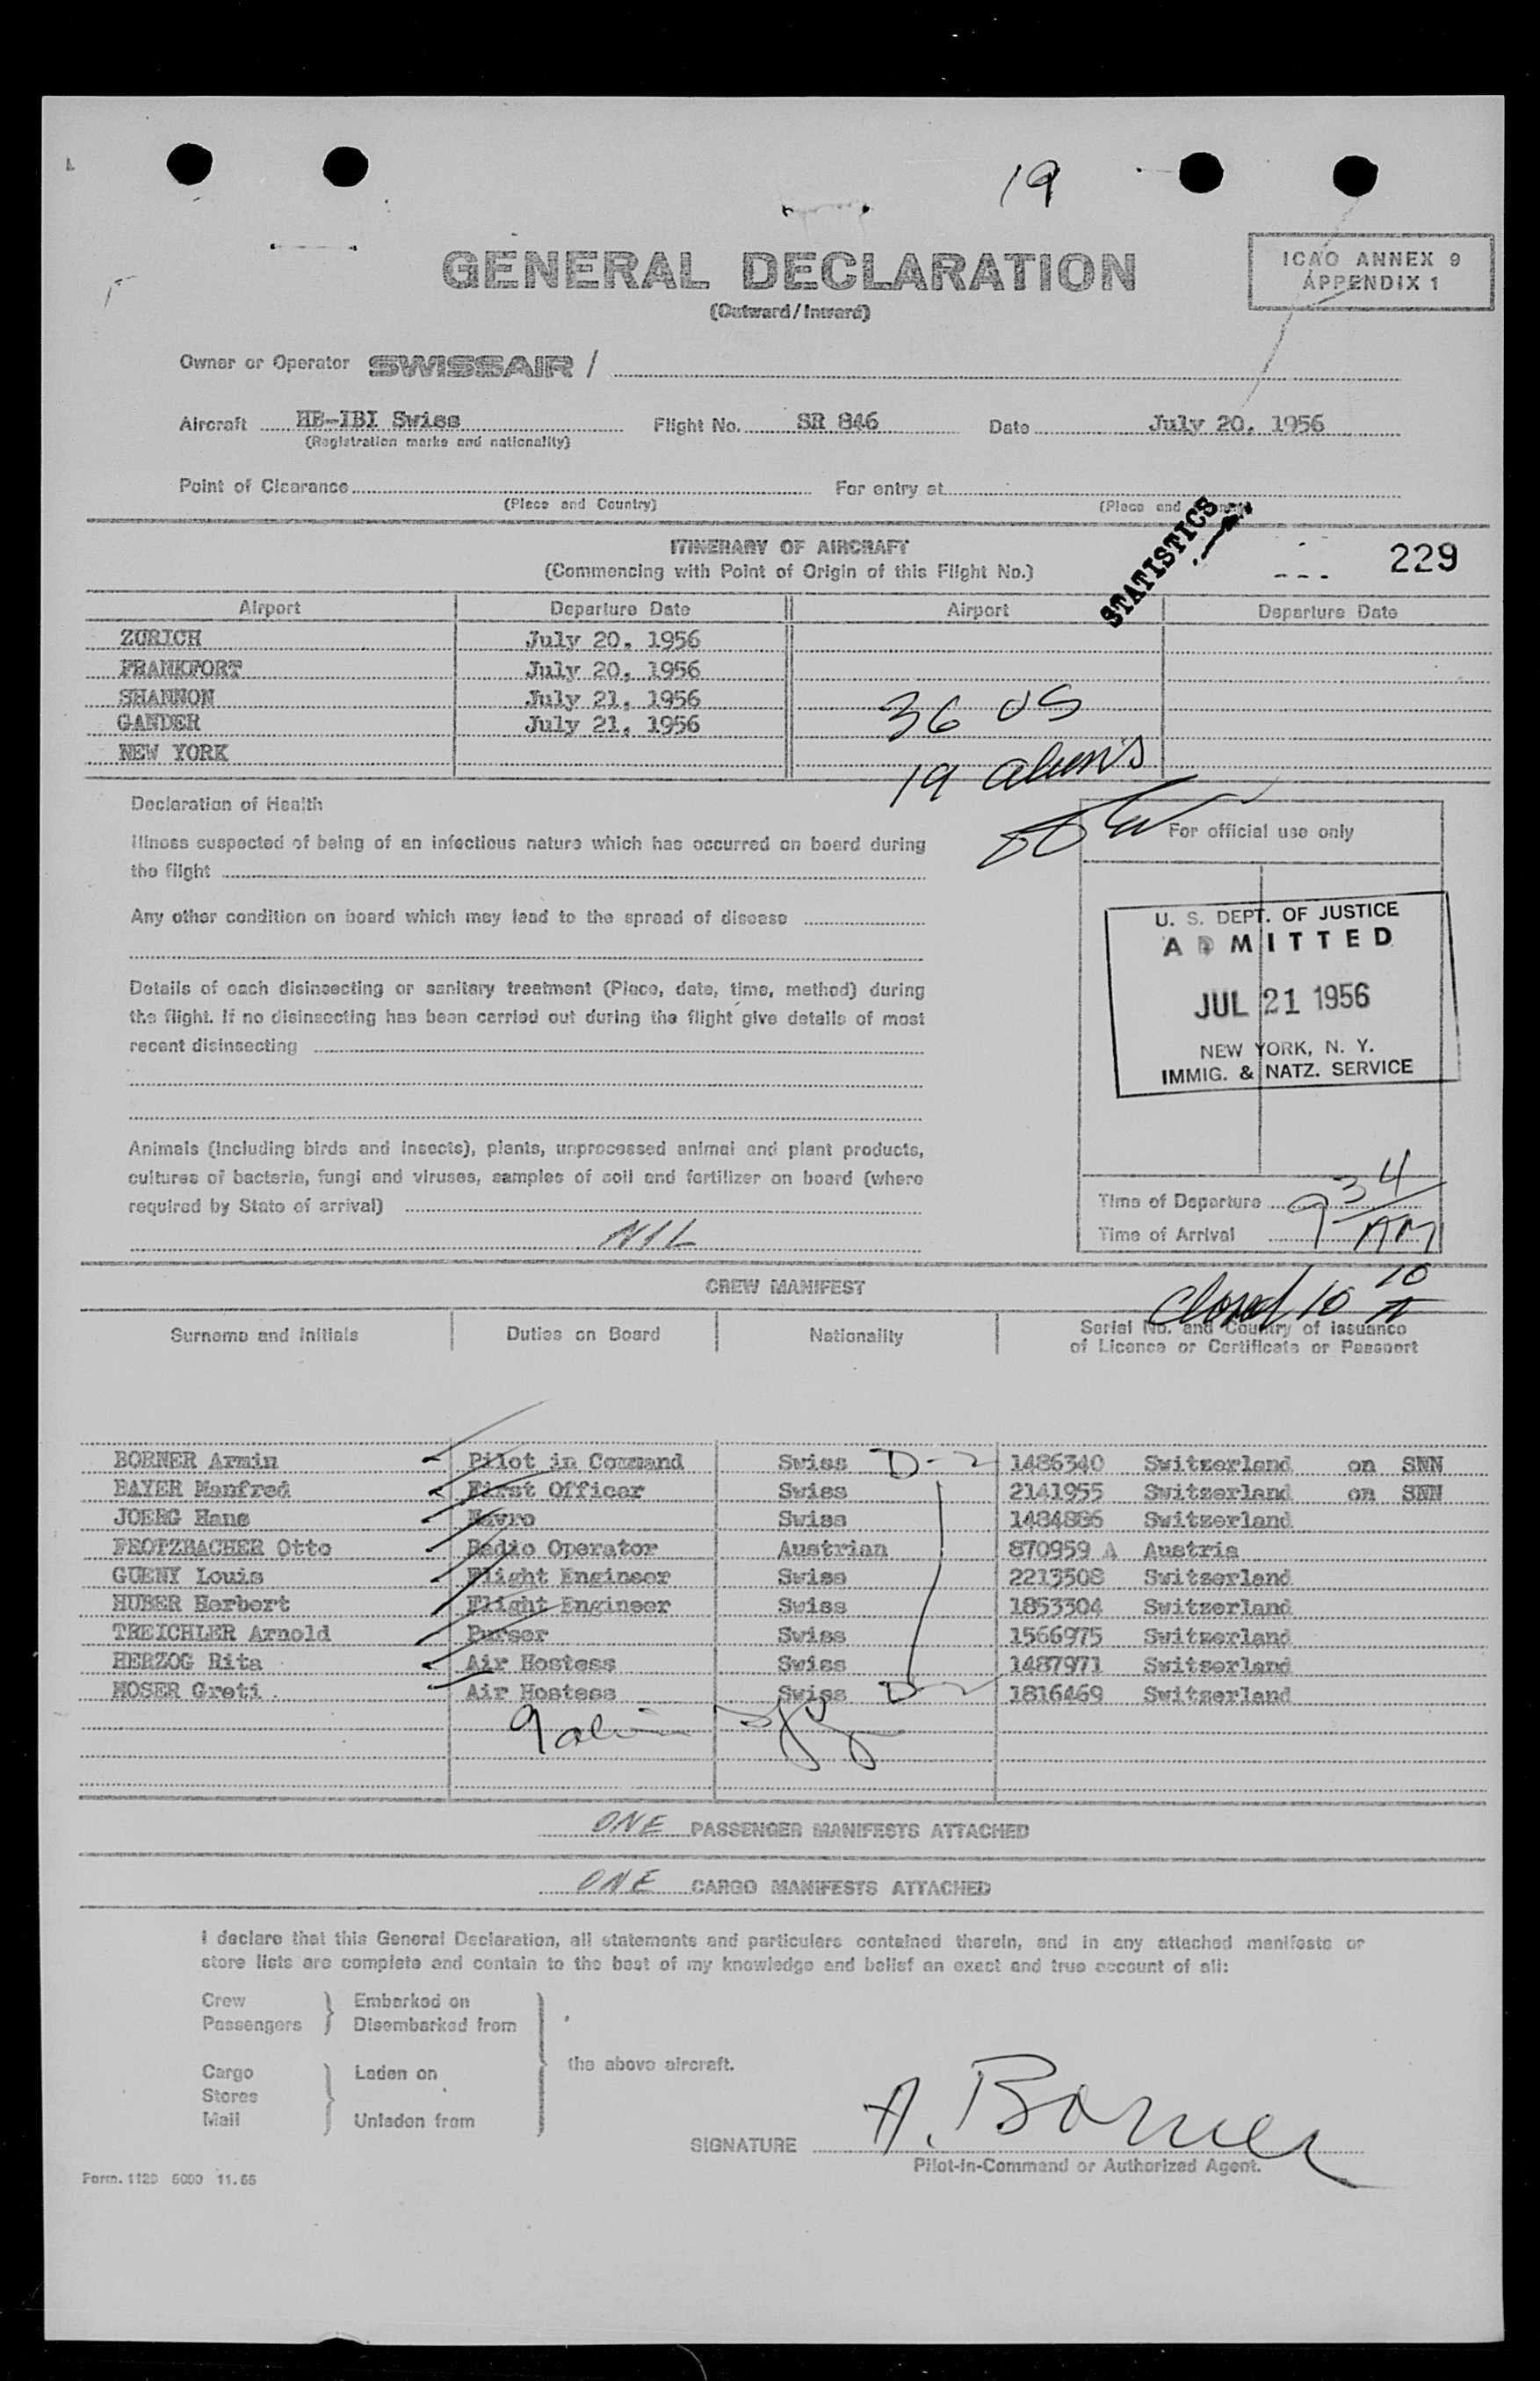 19
GENERAL DECLARATION
(Outward/Inward)
ICAO ANNEX 9
APPENDIX 1
Owner or Operator SWISSAIR /
Aircraft HB-IBI Swiss Flight No. SR 846 Date July 20, 1956
(Registration marks and nationality)
Point of Clearance For entry at
(Place and Country) (Place and
STATISTICS
ITINERARY OF AIRCRAFT
(Commencing with Point of Origin of this Flight No.)
229
Airport Departure Date Airport Departure Date
ZURICH July 20, 1956
FRANKFORT July 20, 1956
SHANNON July 21, 1956
GANDER July 21, 1956
NEW YORK
36 US
19 aliens
Declaration of Health
Illness suspected of being of an infectious nature which has occurred on board during
the flight
Any other condition on board which may lead to the spread of disease
Details of each disinsecting or sanitary treatment (Place, date, time, method) during
the flight. If no disinsecting has been carried out during the flight give details of most
recent disinsecting
Animals (including birds and insects), plants, unprocessed animal and plant products,
cultures of bacteria, fungi and viruses, samples of soil and fertilizer on board (where
required by State of arrival)
NIL
For official use only
U. S. DEPT. OF JUSTICE
ADMITTED
JUL 21 1956
NEW YORK, N. Y.
IMMIG. & NATZ. SERVICE
Time of Departure
Time of Arrival
9 34 AM
CREW MANIFEST
Closed 10 10
Surname and Initials Duties on Board Nationality Serial No. and Country of issuance
of Licence or Certificate or Passport
BORNER Armin Pilot in Command Swiss D-2 1486340 Switzerland on SNN
BAYER Manfred First Officer Swiss 2141955 Switzerland on SNN
JOERG Hans Navro Swiss 1484886 Switzerland
FROTZBACHER Otto Radio Operator Austrian 870959 A Austria
GUENY Louis Flight Engineer Swiss 2213508 Switzerland
HUBER Herbert Flight Engineer Swiss 1853304 Switzerland
TREICHLER Arnold Purser Swiss 1566975 Switzerland
HERZOG Rita Air Hostess Swiss 1487971 Switzerland
MOSER Greti Air Hostess Swiss D-2 1816469 Switzerland
ONE PASSENGER MANIFESTS ATTACHED
ONE CARGO MANIFESTS ATTACHED
I declare that this General Declaration, all statements and particulars contained therein, and in any attached manifests or
store lists are complete and contain to the best of my knowledge and belief an exact and true account of all:
Crew Embarked on
Passengers Disembarked from
the above aircraft.
Cargo Laden on
Stores
Mail Unladen from
SIGNATURE A. Borner
Pilot-in-Command or Authorized Agent.
Form. 1120 5000 11.55